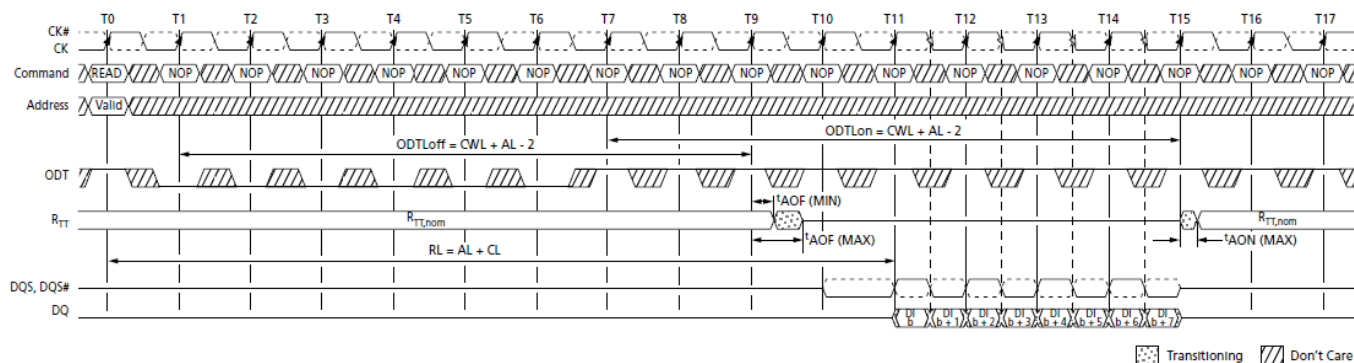 T0 T1 T2 T3 T4 T5 T6 T7 T8 T9 T10 T11 T12 T13 T14 T15 T16 T17
CK#
CK
Command READ NOP NOP NOP NOP NOP NOP NOP NOP NOP NOP NOP NOP NOP NOP NOP NOP NOP
Address Valid
ODTLon = CWL + AL - 2
ODTLoff = CWL + AL - 2
ODT
tAOF (MIN)
RTT RTT,nom RTT,nom
tAOF (MAX) tAON (MAX)
RL = AL + CL
DQS, DQS#
DQ DI b DI b + 1 DI b + 2 DI b + 3 DI b + 4 DI b + 5 DI b + 6 DI b + 7
Transitioning Don't Care